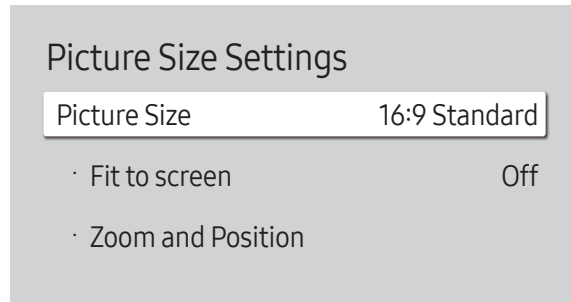 Picture Size Settings
Picture Size 16:9 Standard
· Fit to screen Off
· Zoom and Position